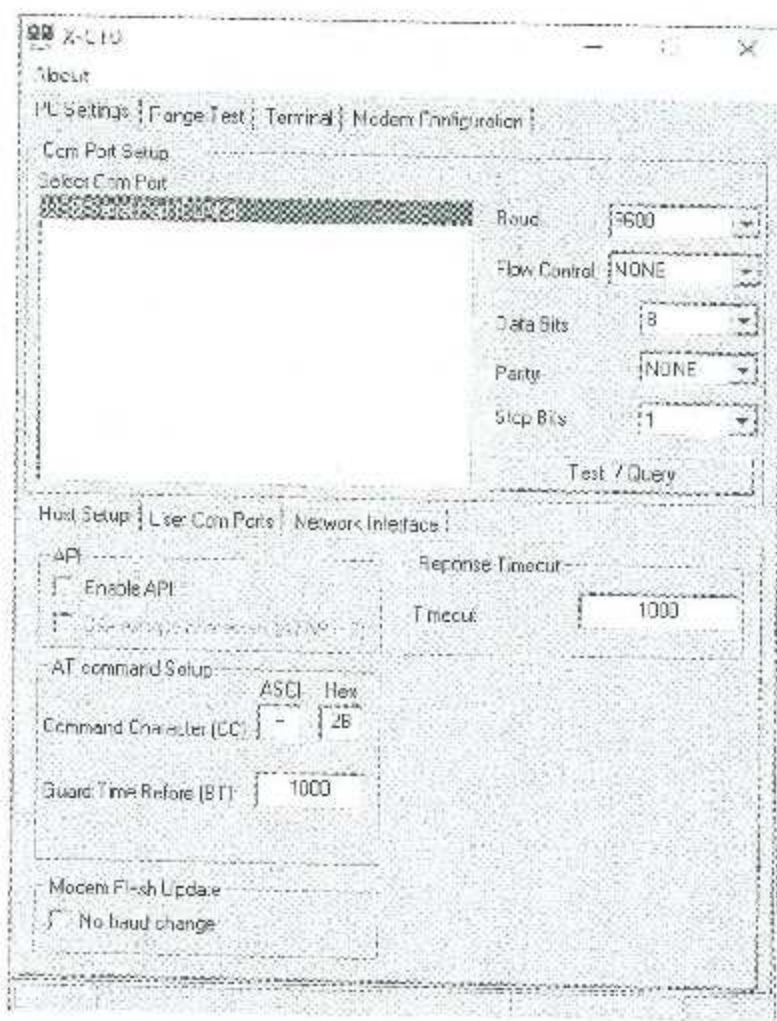 X-CTU
About
PC Settings Range Test Terminal Modem Configuration
Com Port Setup
Select Com Port
Baud 9600
Flow Control NONE
Data Bits 8
Parity NONE
Stop Bits 1
Test / Query
Host Setup User Com Ports Network Interface
API
Enable API
Reponse Timeout
Timeout 1000
AT command Setup
ASCII Hex
Command Character (CC) 2B
Guard Time Before (BT) 1000
Modem Flash Update
No baud change